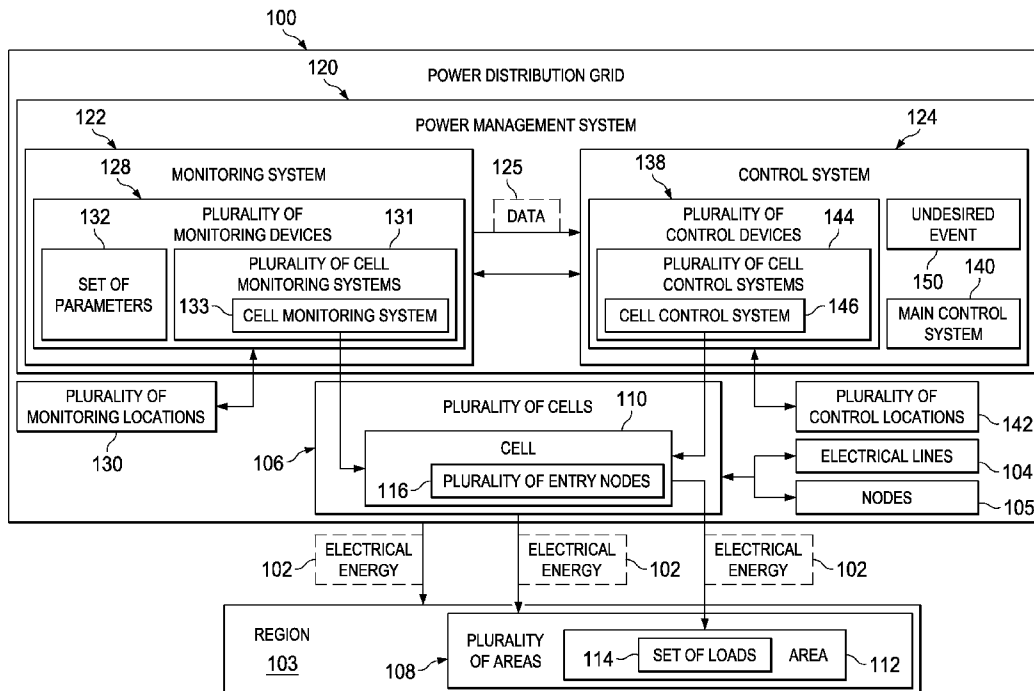 100
POWER DISTRIBUTION GRID
120
POWER MANAGEMENT SYSTEM
122
124
MONITORING SYSTEM
125
DATA
CONTROL SYSTEM
128
138
PLURALITY OF
MONITORING DEVICES
132
131
SET OF
PARAMETERS
PLURALITY OF CELL
MONITORING SYSTEMS
133
CELL MONITORING SYSTEM
PLURALITY OF
CONTROL DEVICES
144
PLURALITY OF CELL
CONTROL SYSTEMS
CELL CONTROL SYSTEM
146
UNDESIRED
EVENT
150
140
MAIN CONTROL
SYSTEM
PLURALITY OF
MONITORING LOCATIONS
130
PLURALITY OF CELLS
110
106
CELL
116
PLURALITY OF ENTRY NODES
PLURALITY OF
CONTROL LOCATIONS
142
ELECTRICAL LINES
104
NODES
105
102
ELECTRICAL
ENERGY
ELECTRICAL
ENERGY
102
ELECTRICAL
ENERGY
102
REGION
103
108
PLURALITY
OF AREAS
114
SET OF LOADS
AREA
112